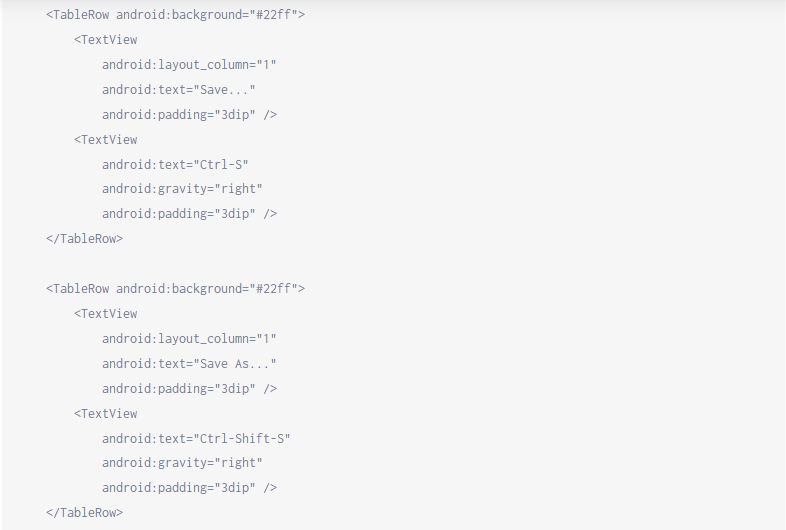 <TableRow android:background="#22ff">
<TextView
android:layout_column="1"
android:text="Save..."
android:padding="3dip" />
<TextView
android:text="Ctrl-S"
android:gravity="right"
android:padding="3dip" />
</TableRow>
<TableRow android:background="#22ff">
<TextView
android:layout_column="1"
android:text="Save As..."
android:padding="3dip" />
<TextView
android:text="Ctrl-Shift-S"
android:gravity="right"
android:padding="3dip" />
</TableRow>